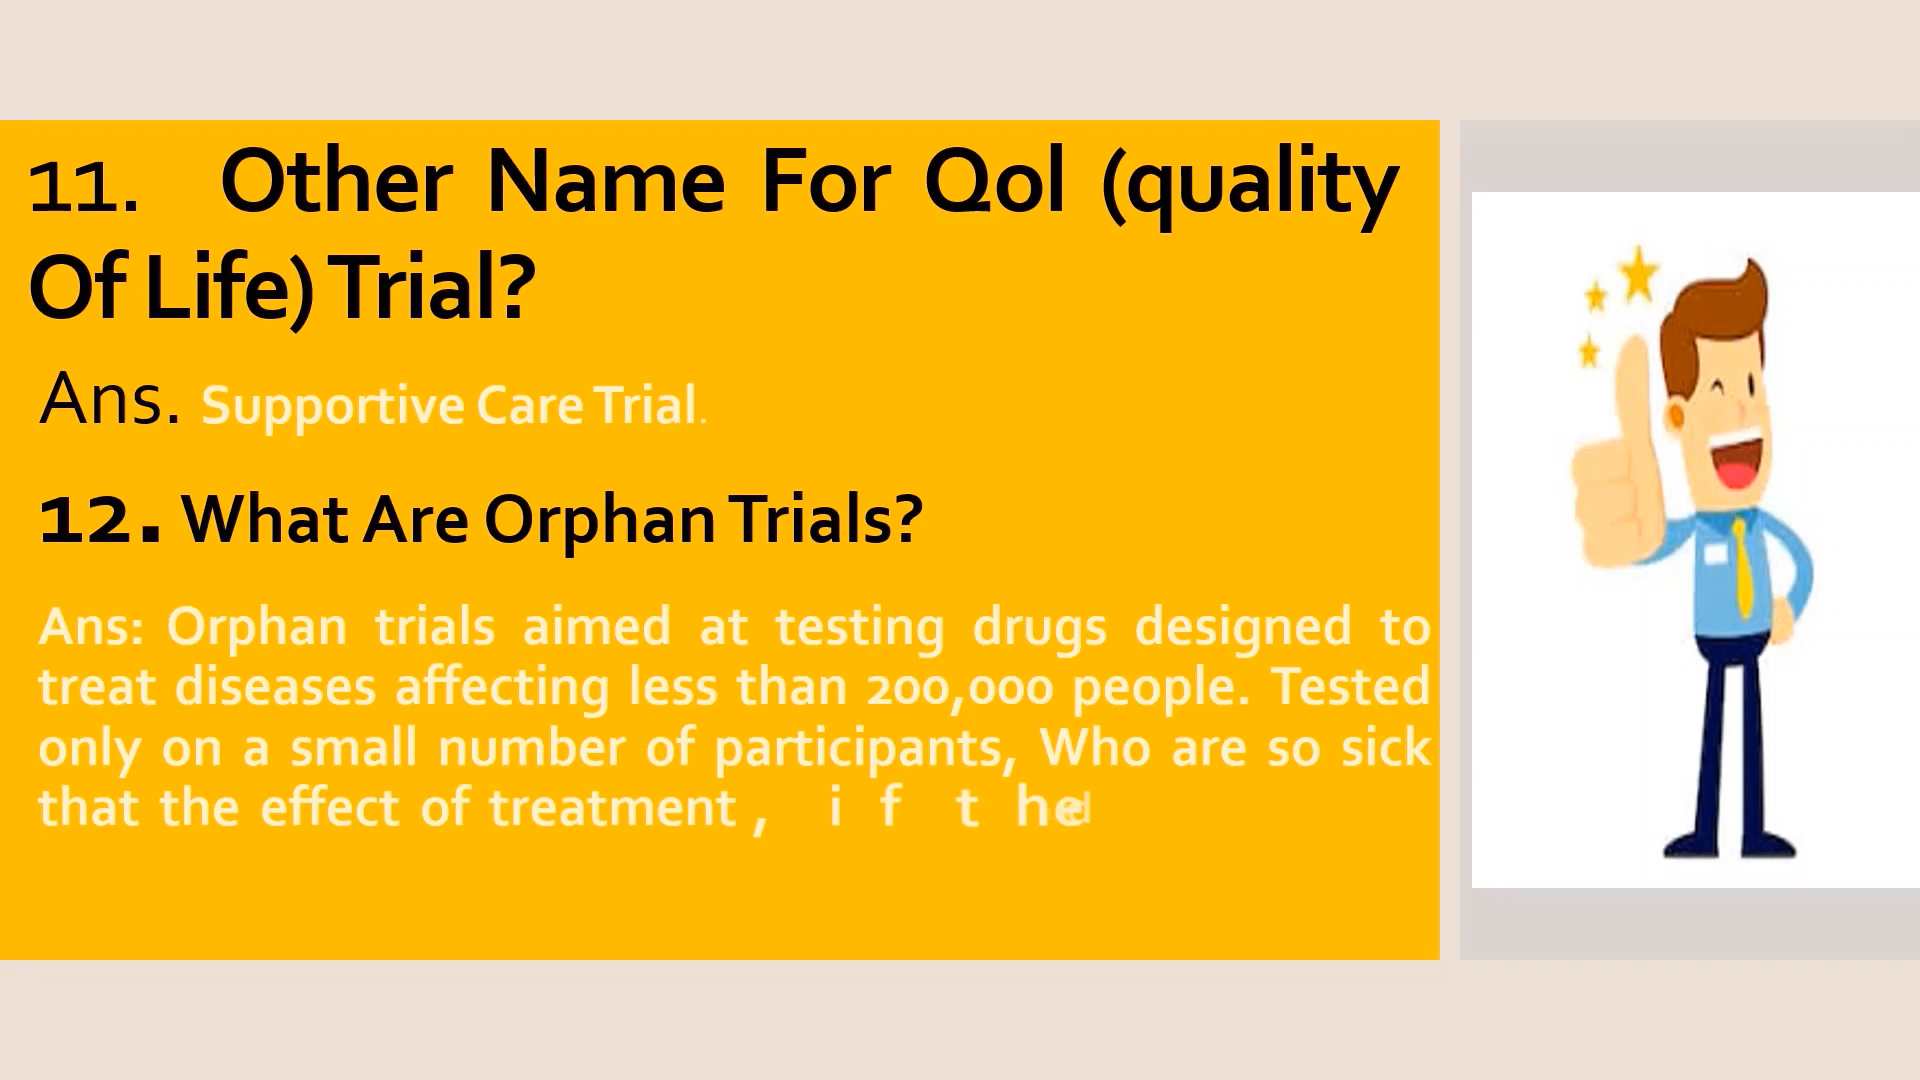 11. Other Name For Qol (quality
Of Life) Trial?
Ans. Supportive Care Trial.
12. What Are Orphan Trials?
Ans: Orphan trials aimed at testing drugs designed to
treat diseases affecting less than 200,000 people. Tested
only on a small number of participants, Who are so sick
that the effect of treatment , if